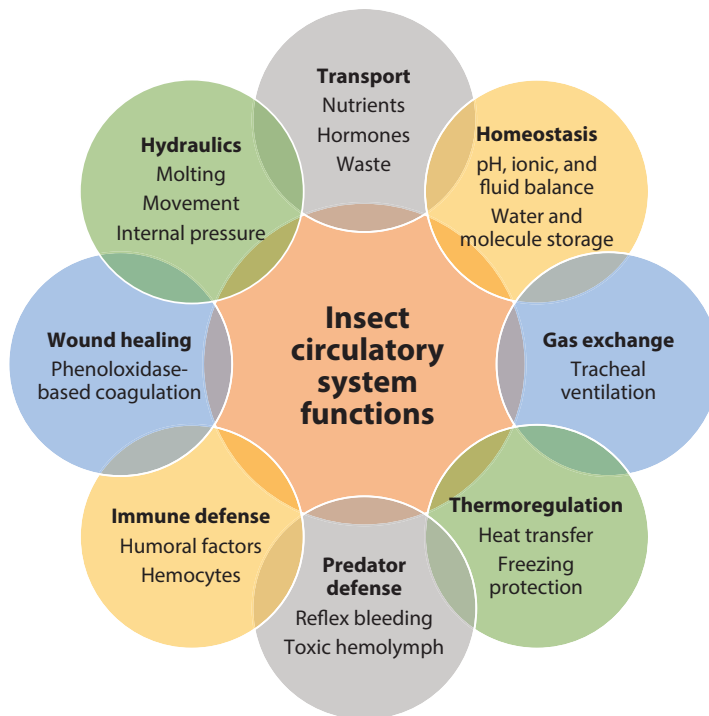 Transport
Nutrients
Hormones
Waste
Homeostasis
pH, ionic, and
fluid balance
Water and
molecule storage
Gas exchange
Tracheal
ventilation
Thermoregulation
Heat transfer
Freezing
protection
Predator
defense
Reflex bleeding
Toxic hemolymph
Immune defense
Humoral factors
Hemocytes
Wound healing
Phenoloxidase-
based coagulation
Hydraulics
Molting
Movement
Internal pressure
Insect
circulatory
system
functions